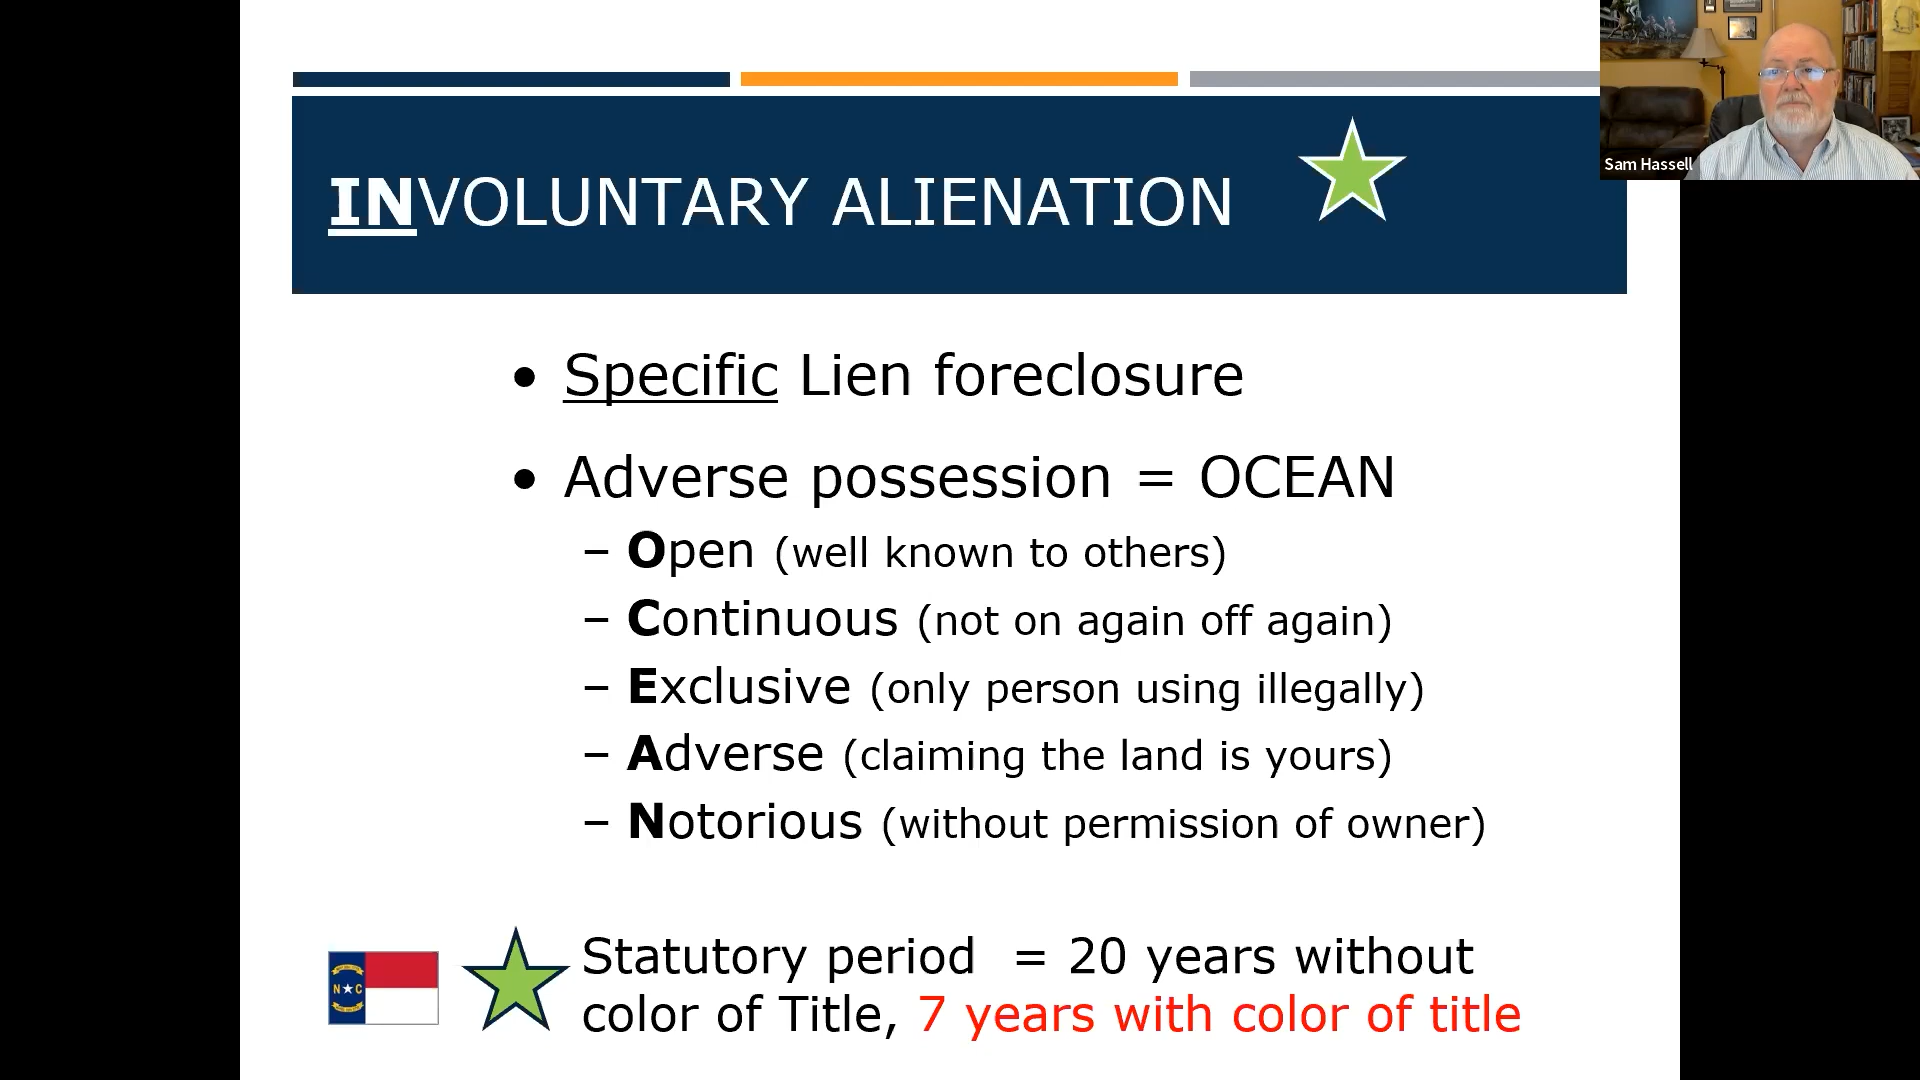 INVOLUNTARY ALIENATION
Sam Hassell
• Specific Lien foreclosure
• Adverse possession = OCEAN
– Open (well known to others)
– Continuous (not on again off again)
– Exclusive (only person using illegally)
– Adverse (claiming the land is yours)
– Notorious (without permission of owner)
N C
Statutory period = 20 years without
color of Title, 7 years with color of title